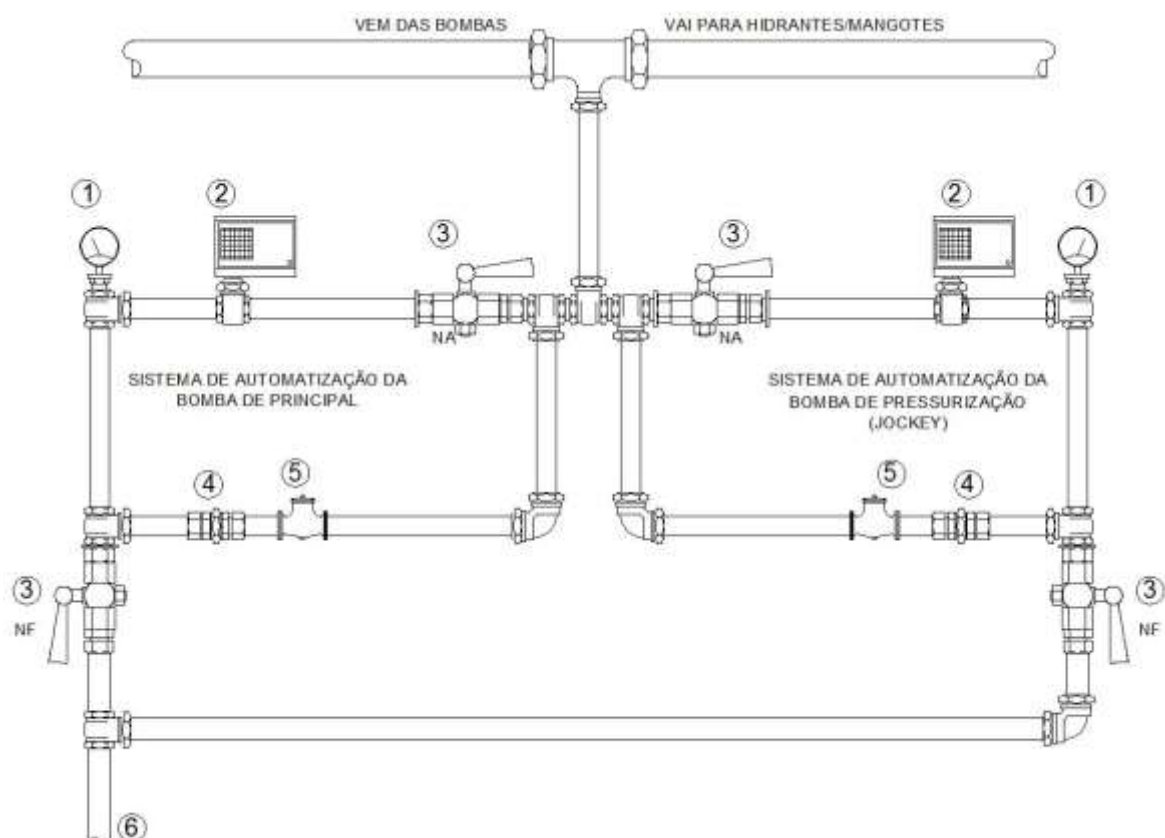 VEM DAS BOMBAS
VAI PARA HIDRANTES/MANGOTES
1
2
3
3
2
1
NA
NA
SISTEMA DE AUTOMATIZAÇÃO DA
BOMBA DE PRINCIPAL
SISTEMA DE AUTOMATIZAÇÃO DA
BOMBA DE PRESSURIZAÇÃO
(JOCKEY)
4
5
5
4
3
NF
3
NF
6